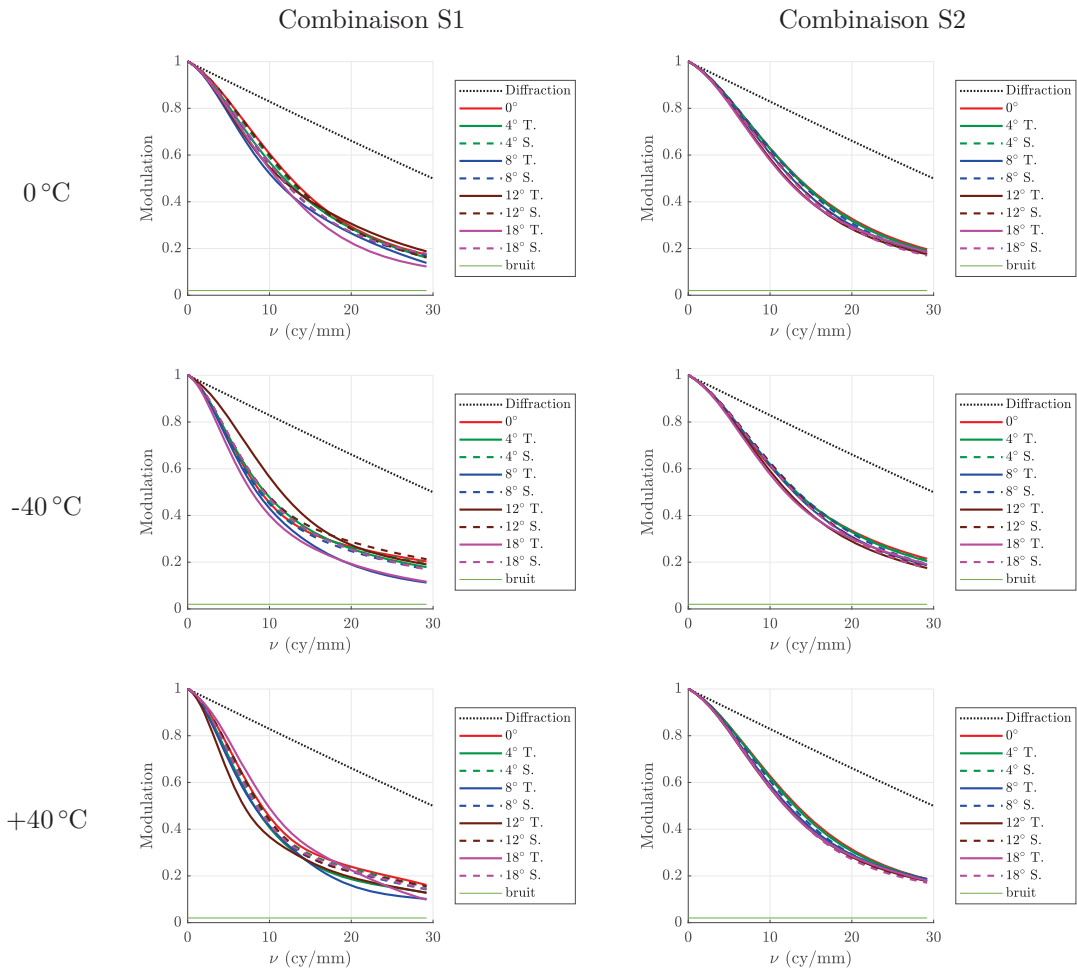 Combinaison S1
Combinaison S2
0 °C
Modulation
1
0.8
0.6
0.4
0.2
0
0
10
20
30
ν (cy/mm)
Diffraction
0°
4° T.
4° S.
8° T.
8° S.
12° T.
12° S.
18° T.
18° S.
bruit
Modulation
1
0.8
0.6
0.4
0.2
0
0
10
20
30
ν (cy/mm)
Diffraction
0°
4° T.
4° S.
8° T.
8° S.
12° T.
12° S.
18° T.
18° S.
bruit
-40 °C
Modulation
1
0.8
0.6
0.4
0.2
0
0
10
20
30
ν (cy/mm)
Diffraction
0°
4° T.
4° S.
8° T.
8° S.
12° T.
12° S.
18° T.
18° S.
bruit
Modulation
1
0.8
0.6
0.4
0.2
0
0
10
20
30
ν (cy/mm)
Diffraction
0°
4° T.
4° S.
8° T.
8° S.
12° T.
12° S.
18° T.
18° S.
bruit
+40 °C
Modulation
1
0.8
0.6
0.4
0.2
0
0
10
20
30
ν (cy/mm)
Diffraction
0°
4° T.
4° S.
8° T.
8° S.
12° T.
12° S.
18° T.
18° S.
bruit
Modulation
1
0.8
0.6
0.4
0.2
0
0
10
20
30
ν (cy/mm)
Diffraction
0°
4° T.
4° S.
8° T.
8° S.
12° T.
12° S.
18° T.
18° S.
bruit